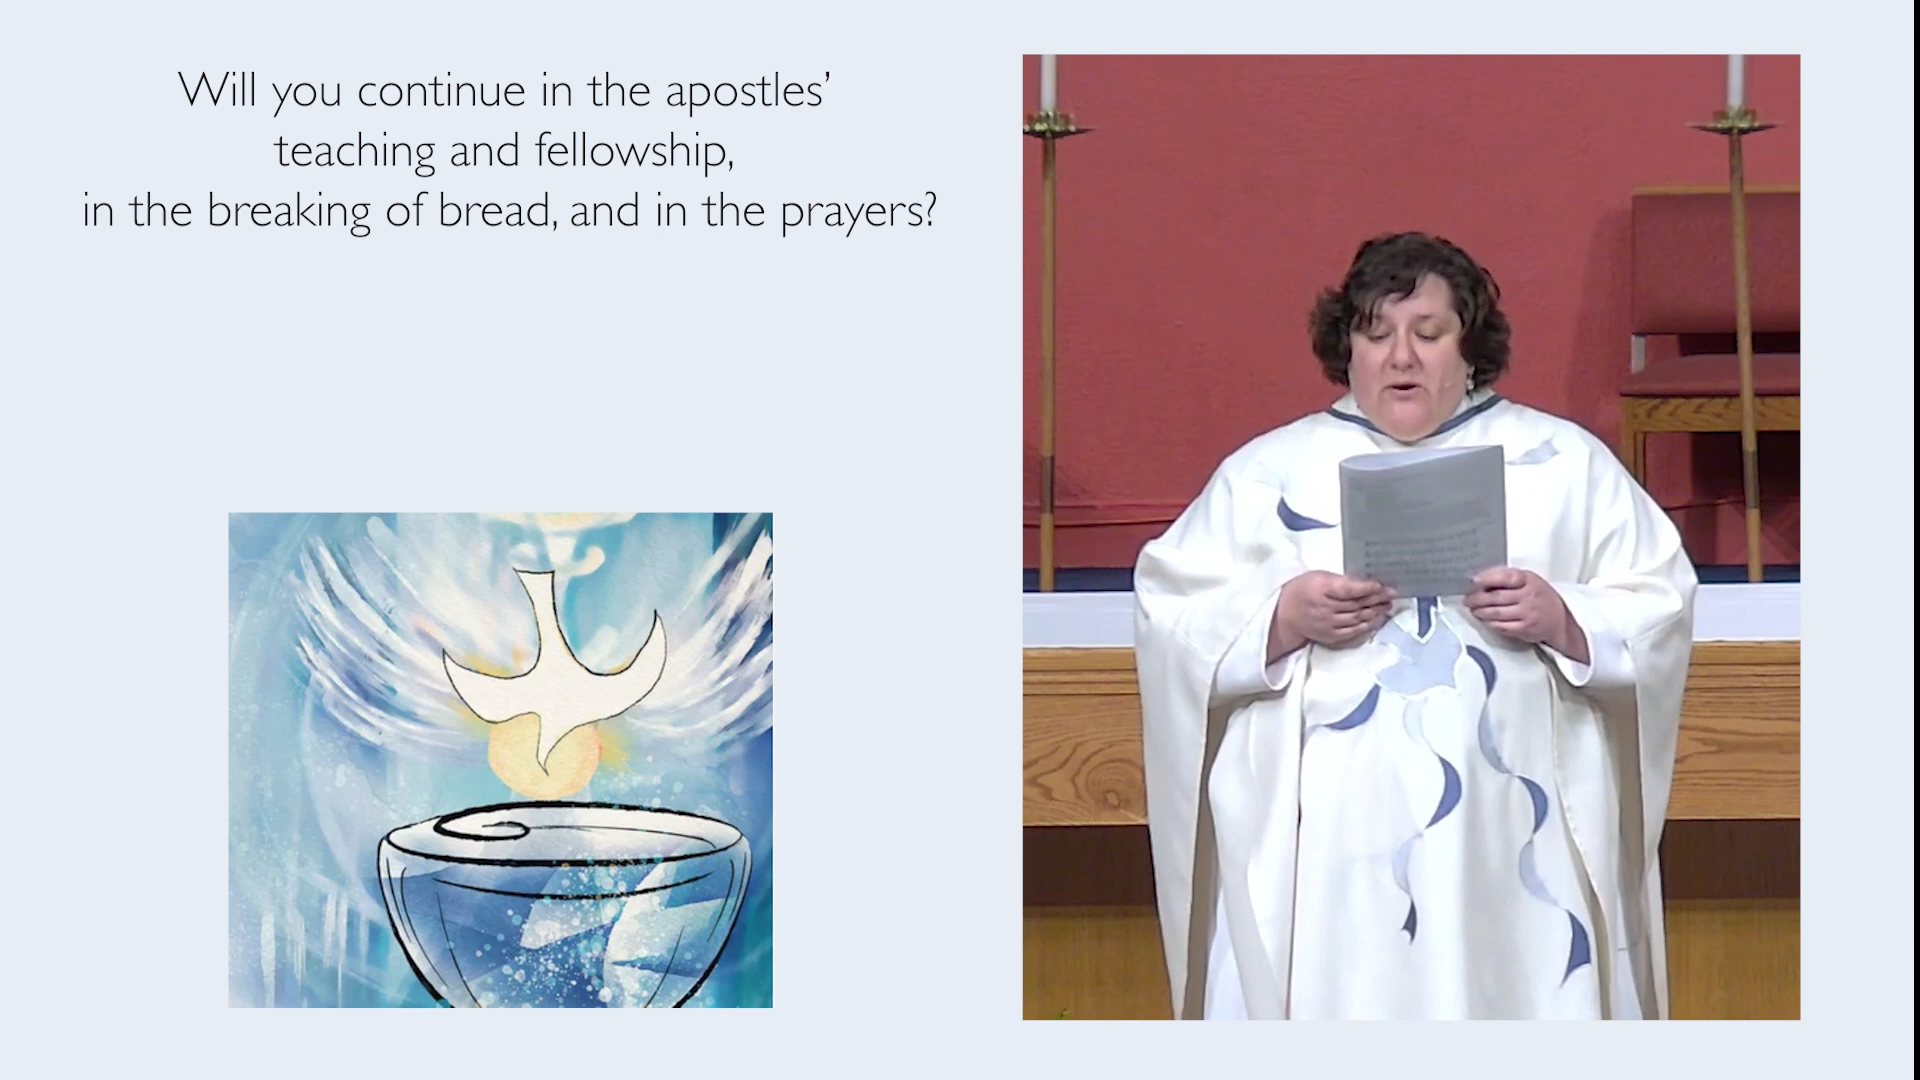 Will you continue in the apostles’
teaching and fellowship,
in the breaking of bread, and in the prayers?